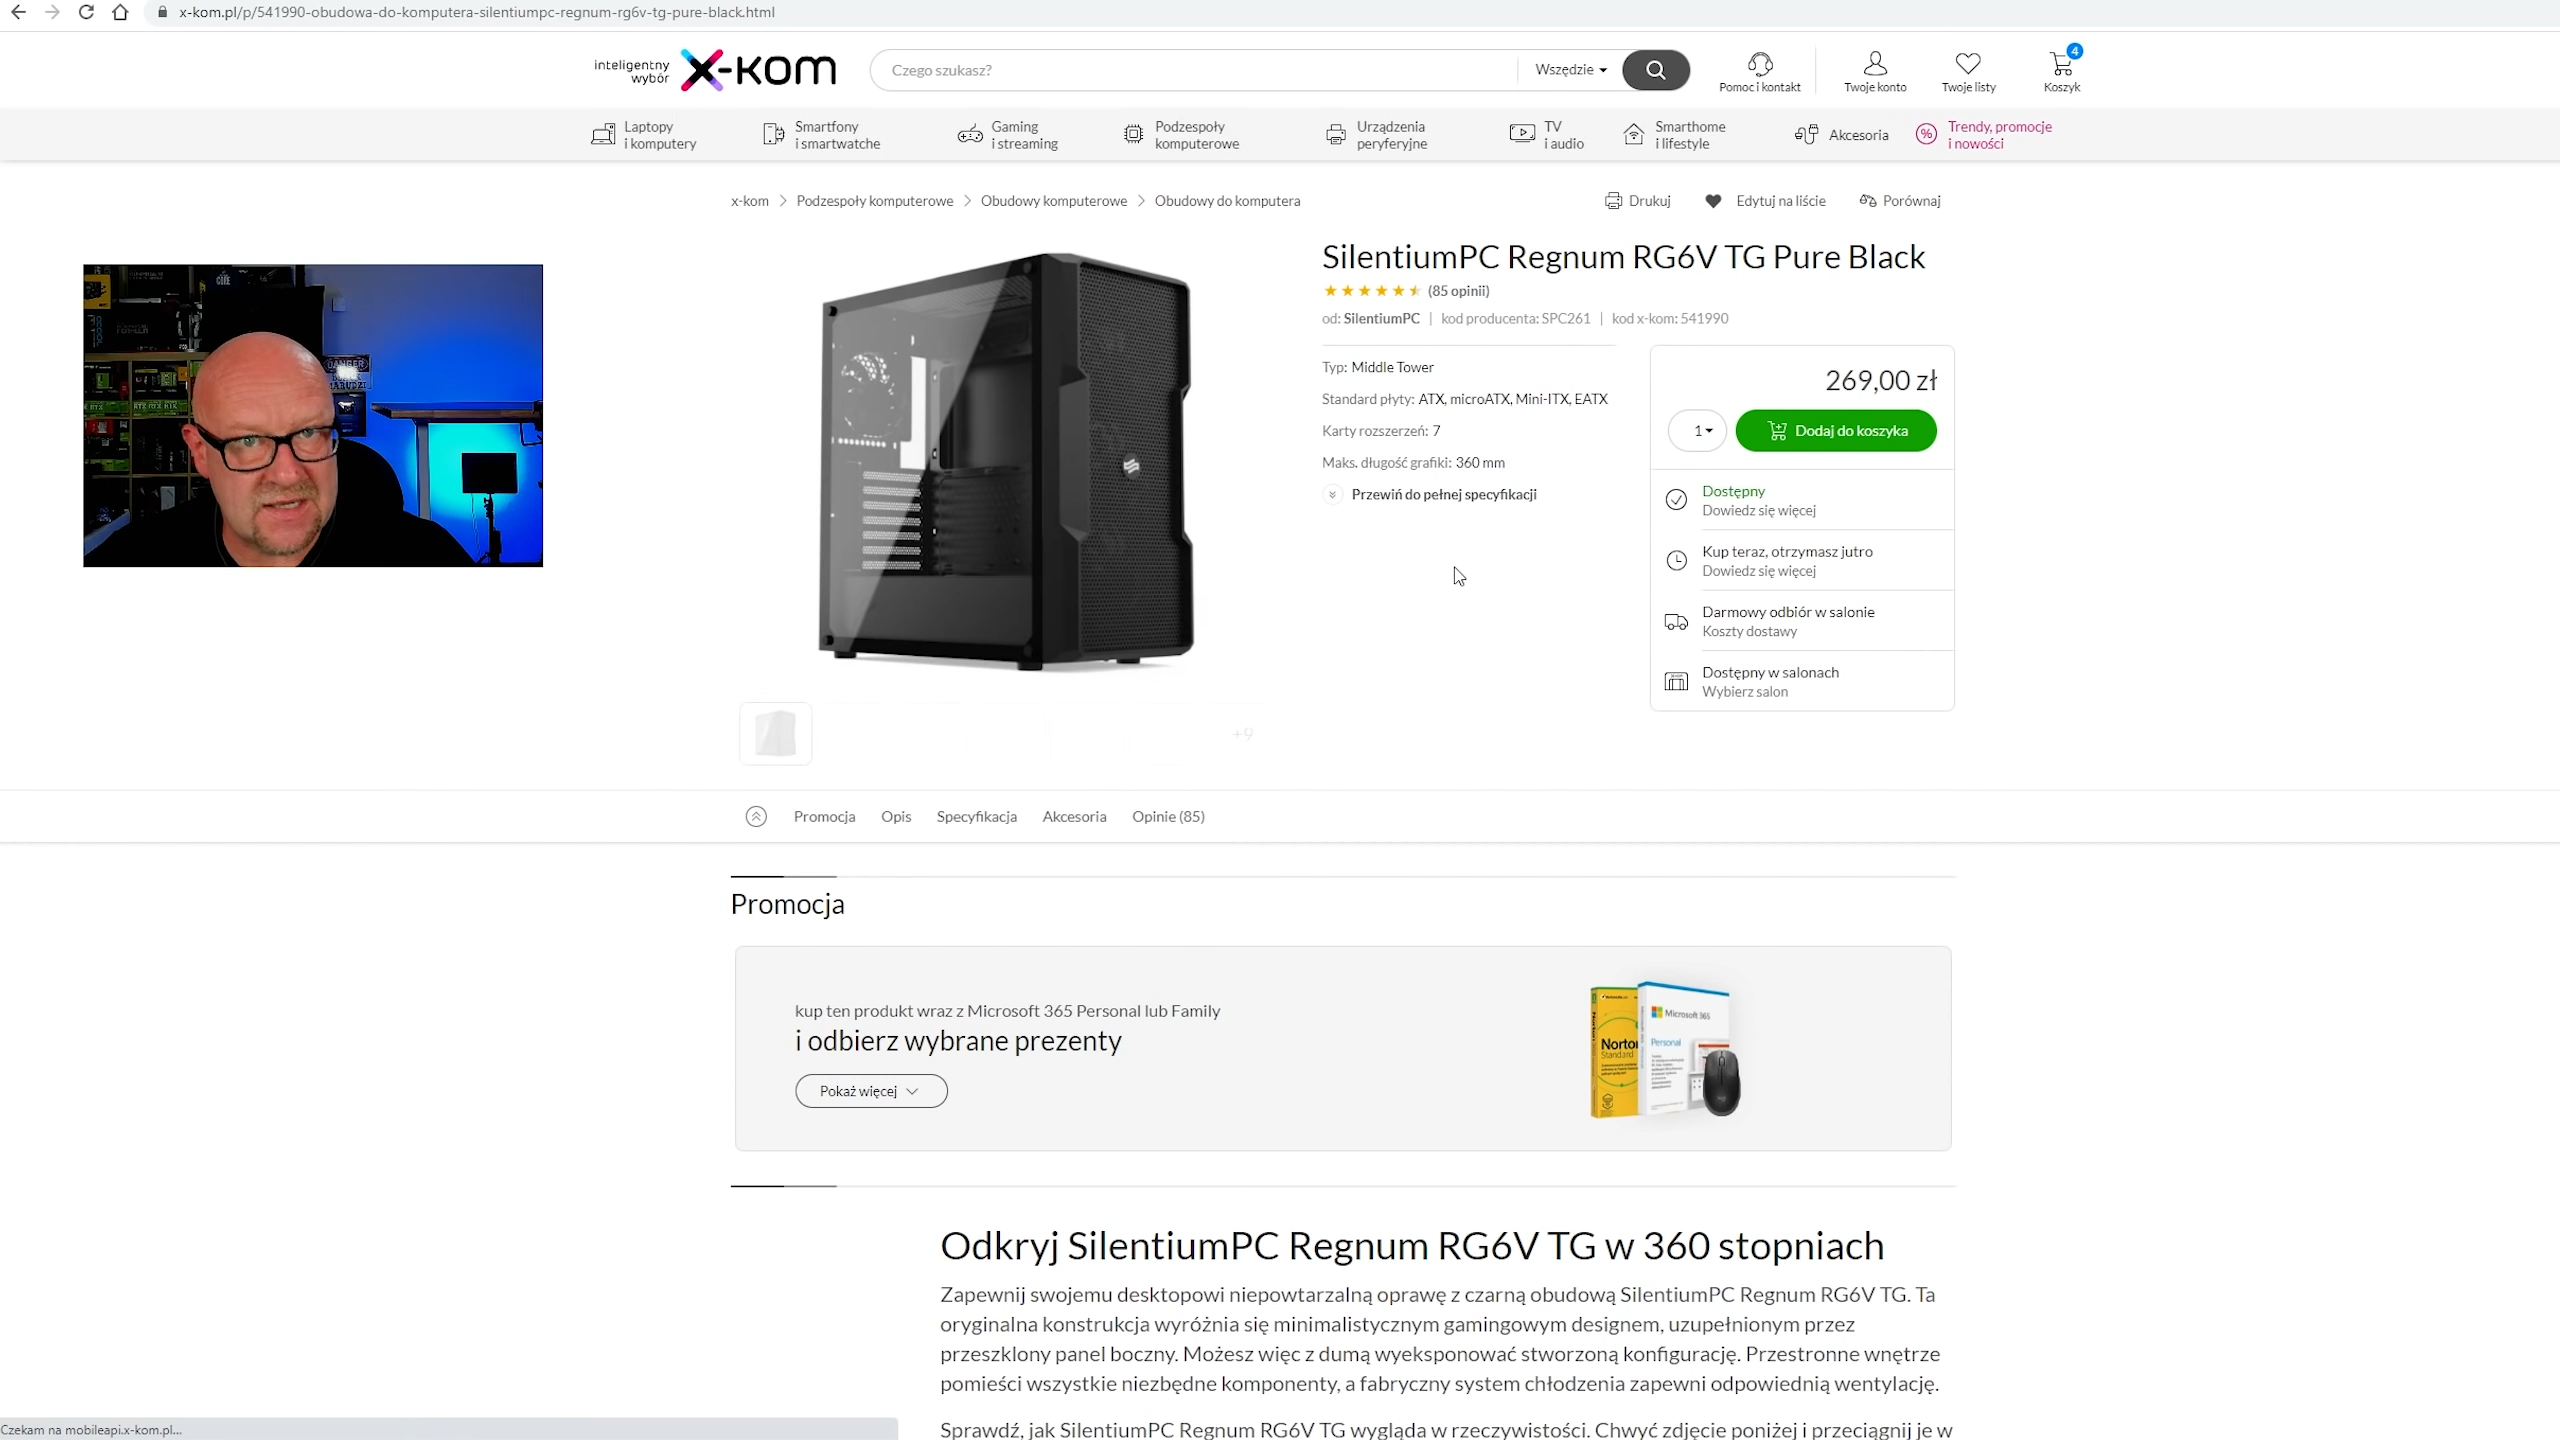 x-kom.pl/p/541990-obudowa-do-komputera-silentiumpc-regnum-rg6v-tg-pure-black.html
inteligentny
wybór
x-kom
Czego szukasz?
Wszędzie
Pomoc i kontakt
Twoje konto
Twoje listy
4
Koszyk
Laptopy
i komputery
Smartfony
i smartwatche
Gaming
i streaming
Podzespoły
komputerowe
Urządzenia
peryferyjne
TV
i audio
Smarthome
i lifestyle
Akcesoria
Trendy, promocje
i nowości
x-kom
Podzespoły komputerowe
Obudowy komputerowe
Obudowy do komputera
Drukuj
Edytuj na liście
Porównaj
SilentiumPC Regnum RG6V TG Pure Black
(85 opinii)
od: SilentiumPC | kod producenta: SPC261 | kod x-kom: 541990
Typ: Middle Tower
Standard płyty: ATX, microATX, Mini-ITX, EATX
Karty rozszerzeń: 7
Maks. długość grafiki: 360 mm
Przewiń do pełnej specyfikacji
269,00 zł
1
Dodaj do koszyka
Dostępny
Dowiedz się więcej
Kup teraz, otrzymasz jutro
Dowiedz się więcej
Darmowy odbiór w salonie
Koszty dostawy
Dostępny w salonach
Wybierz salon
DANGER
+9
Promocja
Opis
Specyfikacja
Akcesoria
Opinie (85)
Promocja
kup ten produkt wraz z Microsoft 365 Personal lub Family
i odbierz wybrane prezenty
Pokaż więcej
Norton
Standard
Microsoft 365
Personal
Odkryj SilentiumPC Regnum RG6V TG w 360 stopniach
Zapewnij swojemu desktopowi niepowtarzalną oprawę z czarną obudową SilentiumPC Regnum RG6V TG. Ta
oryginalna konstrukcja wyróżnia się minimalistycznym gamingowym designem, uzupełnionym przez
przeszklony panel boczny. Możesz więc z dumą wyeksponować stworzoną konfigurację. Przestronne wnętrze
pomieści wszystkie niezbędne komponenty, a fabryczny system chłodzenia zapewni odpowiednią wentylację.
Sprawdź, jak SilentiumPC Regnum RG6V TG wygląda w rzeczywistości. Chwyć zdjęcie poniżej i przeciągnij je w
Czekam na mobileapi.x-kom.pl...